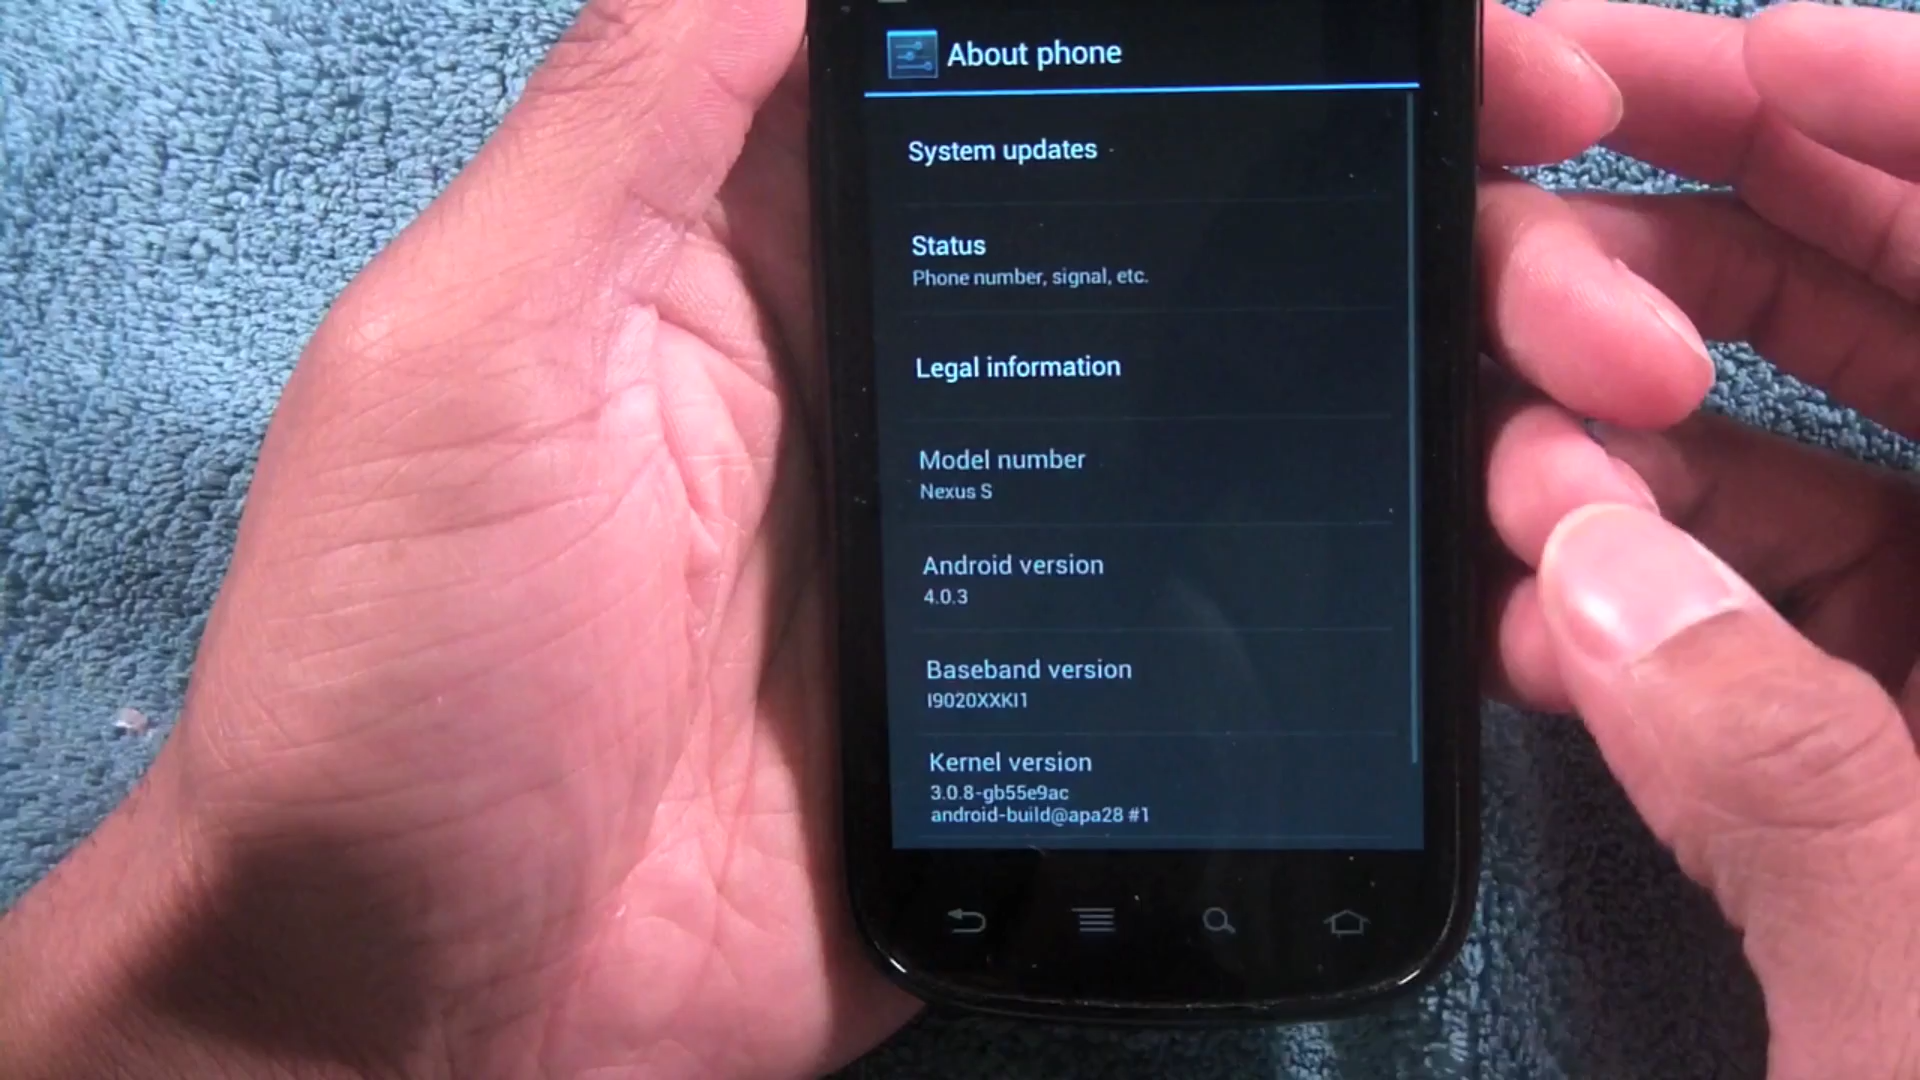 About phone
System updates
Status
Phone number, signal, etc.
Legal information
Model number
Nexus S
Android version
4.0.3
Baseband version
I9020XXKI1
Kernel version
3.0.8-gb55e9ac
android-build@apa28 #1